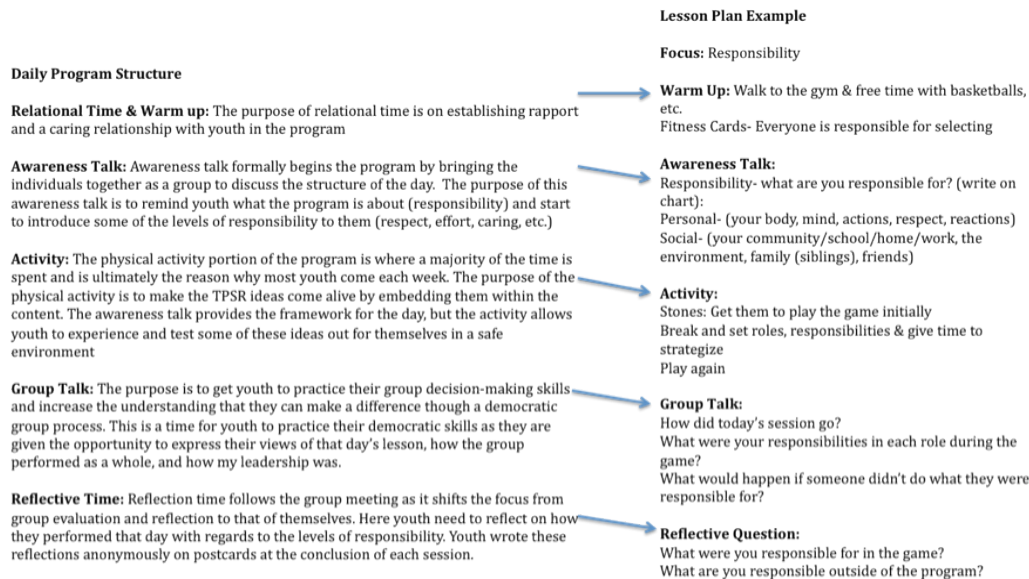 Daily Program Structure
Relational Time & Warm up: The purpose of relational time is on establishing rapport
and a caring relationship with youth in the program
Awareness Talk: Awareness talk formally begins the program by bringing the
individuals together as a group to discuss the structure of the day. The purpose of this
awareness talk is to remind youth what the program is about (responsibility) and start
to introduce some of the levels of responsibility to them (respect, effort, caring, etc.)
Activity: The physical activity portion of the program is where a majority of the time is
spent and is ultimately the reason why most youth come each week. The purpose of the
physical activity is to make the TPSR ideas come alive by embedding them within the
content. The awareness talk provides the framework for the day, but the activity allows
youth to experience and test some of these ideas out for themselves in a safe
environment
Group Talk: The purpose is to get youth to practice their group decision-making skills
and increase the understanding that they can make a difference though a democratic
group process. This is a time for youth to practice their democratic skills as they are
given the opportunity to express their views of that day's lesson, how the group
performed as a whole, and how my leadership was.
Reflective Time: Reflection time follows the group meeting as it shifts the focus from
group evaluation and reflection to that of themselves. Here youth need to reflect on how
they performed that day with regards to the levels of responsibility. Youth wrote these
reflections anonymously on postcards at the conclusion of each session.
Lesson Plan Example
Focus: Responsibility
Warm Up: Walk to the gym & free time with basketballs,
etc.
Fitness Cards- Everyone is responsible for selecting
Awareness Talk:
Responsibility- what are you responsible for? (write on
chart):
Personal- (your body, mind, actions, respect, reactions)
Social- (your community/school/home/work, the
environment, family (siblings), friends)
Activity:
Stones: Get them to play the game initially
Break and set roles, responsibilities & give time to
strategize
Play again
Group Talk:
How did today's session go?
What were your responsibilities in each role during the
game?
What would happen if someone didn't do what they were
responsible for?
Reflective Question:
What were you responsible for in the game?
What are you responsible outside of the program?